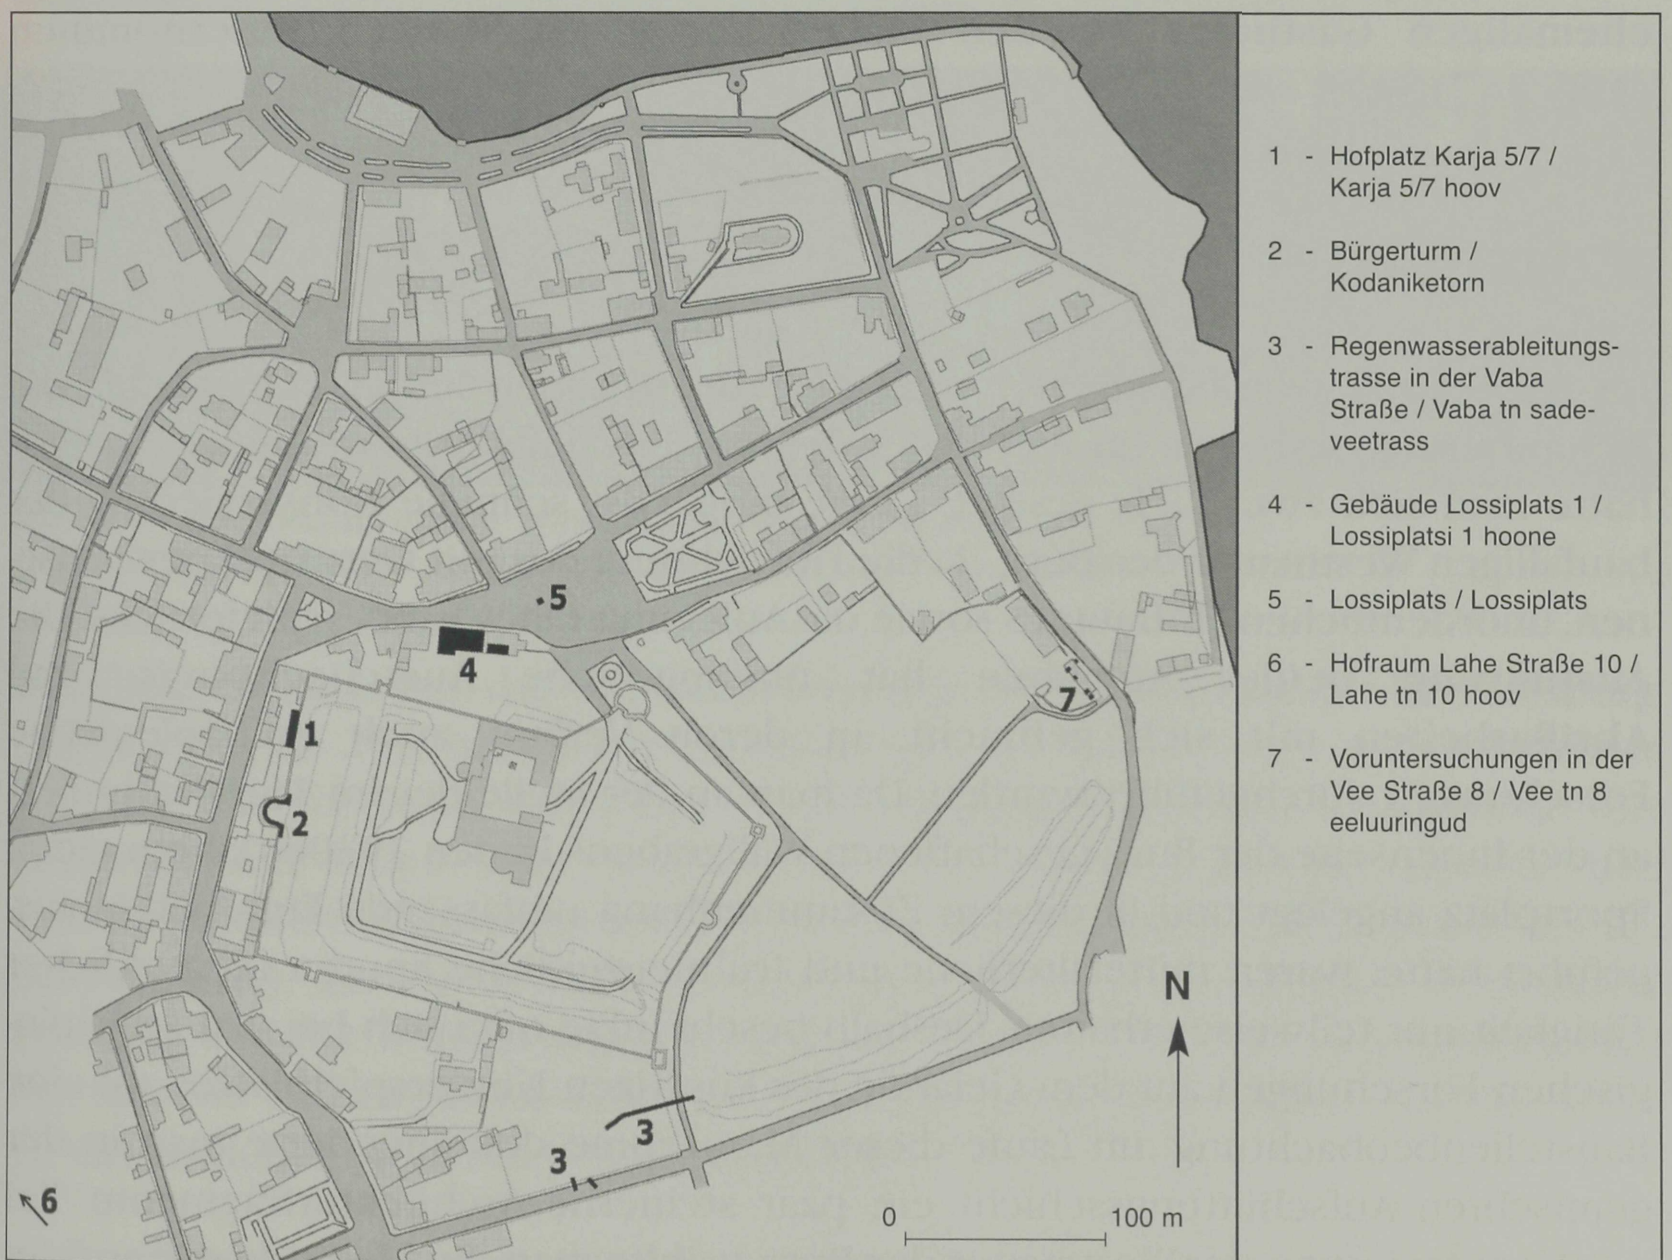 1 - Hofplatz Karja 5/7 /
Karja 5/7 hoov
2 - Bürgerturm /
Kodaniketorn
3 - Regenwasserableitungs-
trasse in der Vaba
Straße / Vaba tn sade-
veetrass
4 - Gebäude Lossiplats 1 /
Lossiplatsi 1 hoone
5 - Lossiplats / Lossiplats
6 - Hofraum Lahe Straße 10 /
Lahe tn 10 hoov
7 - Voruntersuchungen in der
Vee Straße 8 / Vee tn 8
eeluuringud
5
4
7
1
2
N
3
3
6
0 100 m